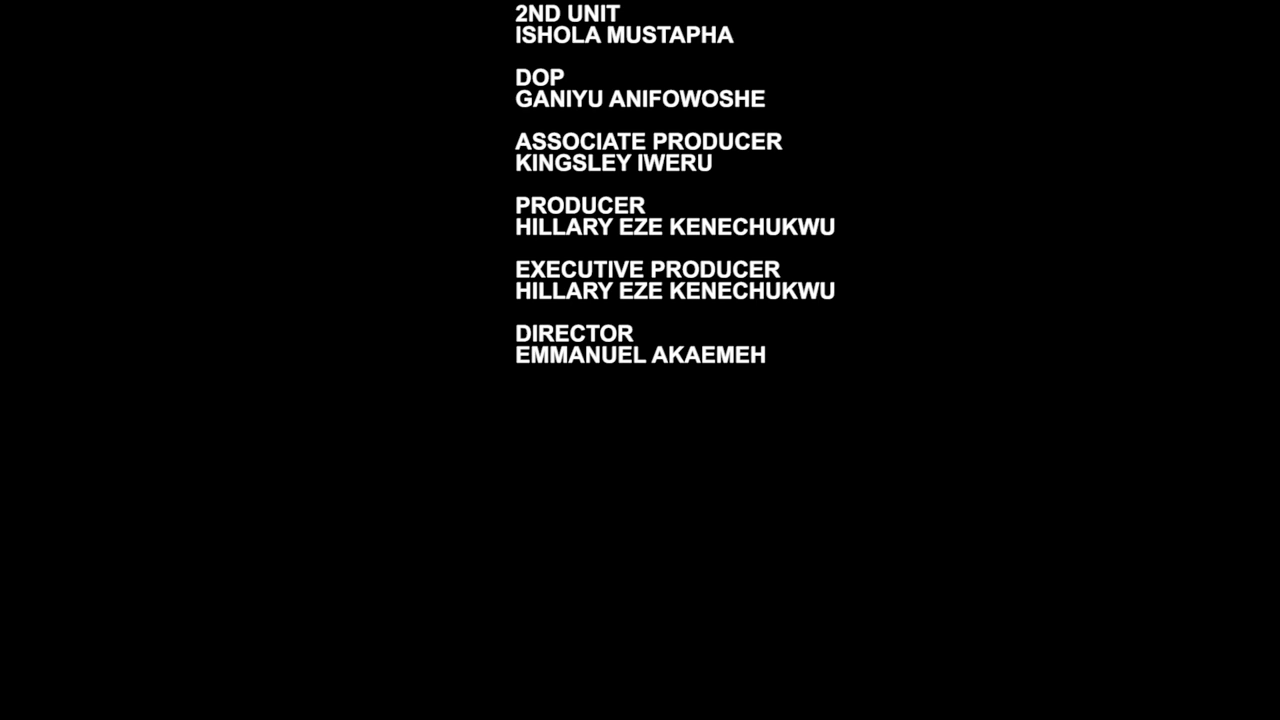 2ND UNIT
ISHOLA MUSTAPHA
DOP
GANIYU ANIFOWOSHE
ASSOCIATE PRODUCER
KINGSLEY IWERU
PRODUCER
HILLARY EZE KENECHUKWU
EXECUTIVE PRODUCER
HILLARY EZE KENECHUKWU
DIRECTOR
EMMANUEL AKAEMEH